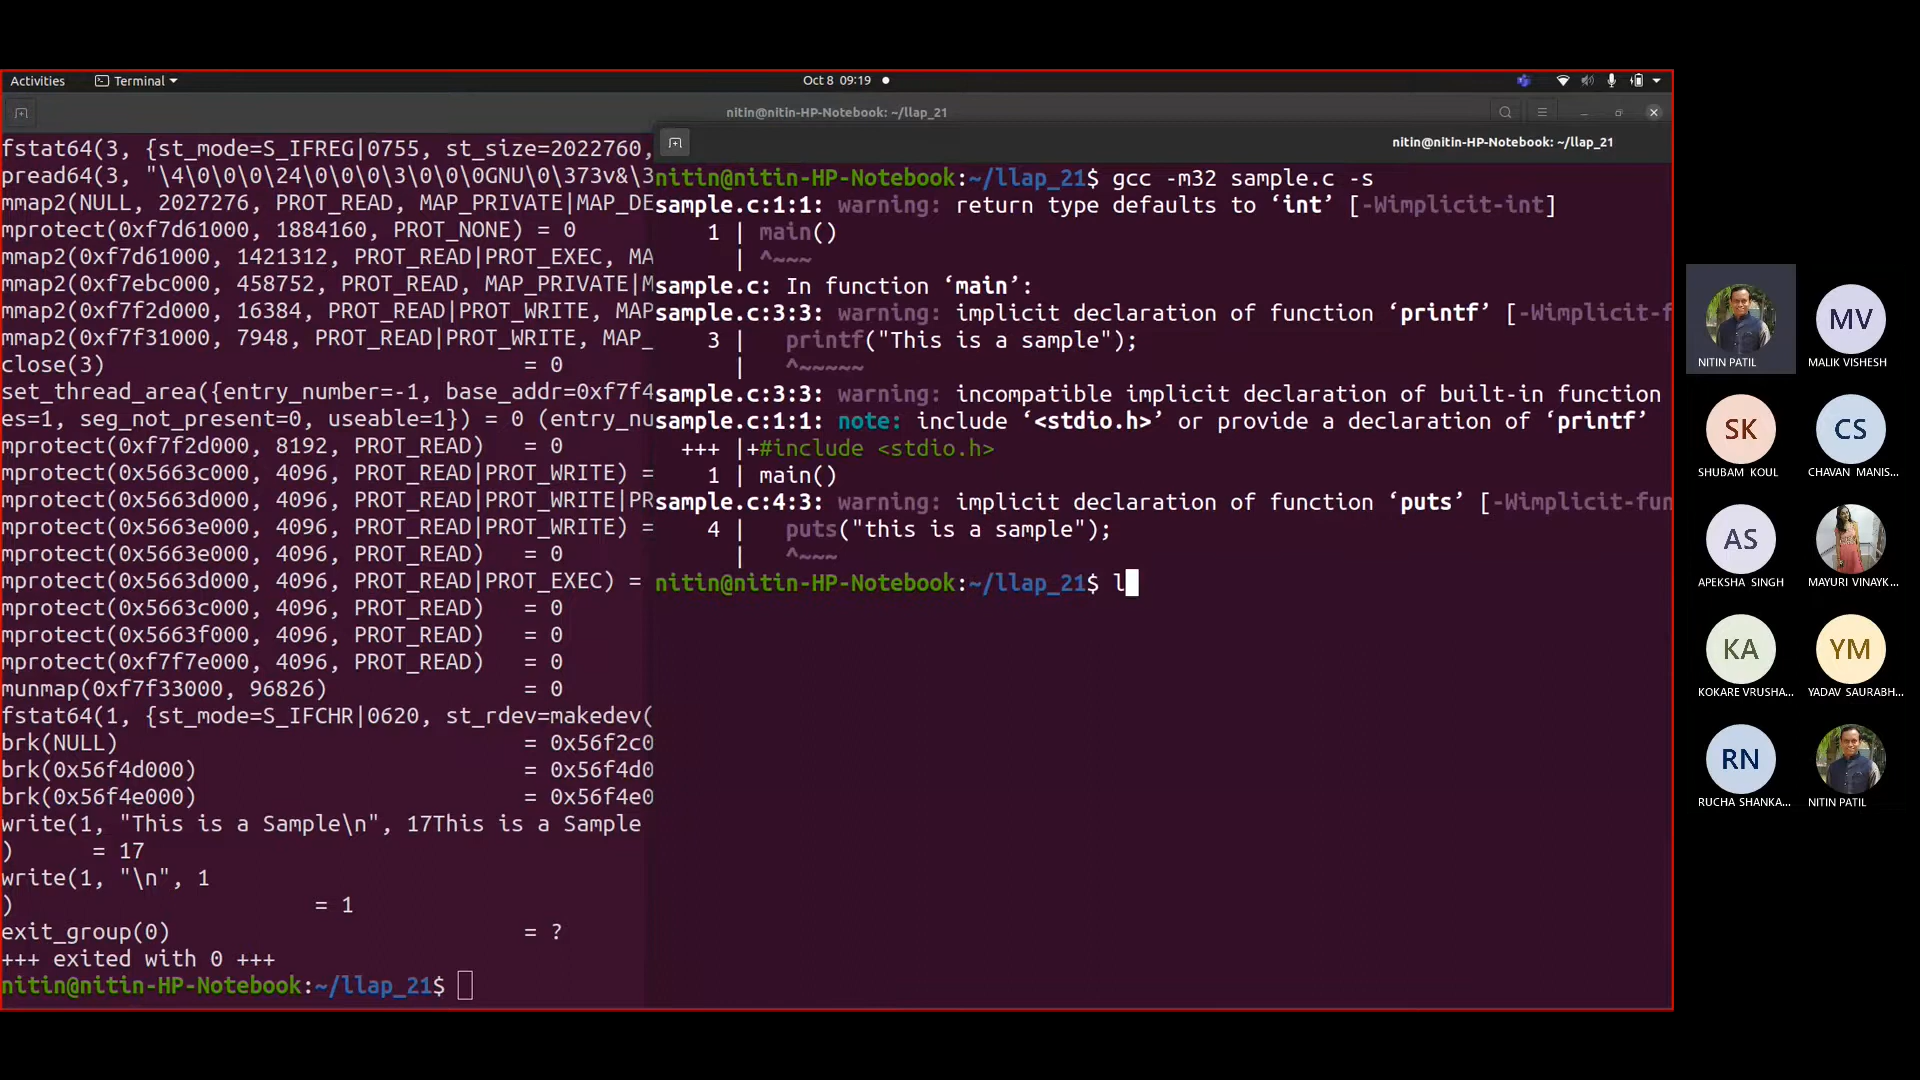 Activities
Terminal
Oct 8 09:19
nitin@nitin-HP-Notebook: ~/llap_21
fstat64(3, {st_mode=S_IFREG|0755, st_size=2022760,
pread64(3, "\4\0\0\0\24\0\0\0\3\0\0\0GNU\0\373v&\3
mmap2(NULL, 2027276, PROT_READ, MAP_PRIVATE|MAP_DE
mprotect(0xf7d61000, 1884160, PROT_NONE) = 0
mmap2(0xf7d61000, 1421312, PROT_READ|PROT_EXEC, MA
mmap2(0xf7ebc000, 458752, PROT_READ, MAP_PRIVATE|M
mmap2(0xf7f2d000, 16384, PROT_READ|PROT_WRITE, MAP
mmap2(0xf7f31000, 7948, PROT_READ|PROT_WRITE, MAP_
close(3) = 0
set_thread_area({entry_number=-1, base_addr=0xf7f4
es=1, seg_not_present=0, useable=1}) = 0 (entry_nu
mprotect(0xf7f2d000, 8192, PROT_READ) = 0
mprotect(0x5663c000, 4096, PROT_READ|PROT_WRITE) =
mprotect(0x5663d000, 4096, PROT_READ|PROT_WRITE|PR
mprotect(0x5663e000, 4096, PROT_READ|PROT_WRITE) =
mprotect(0x5663e000, 4096, PROT_READ) = 0
mprotect(0x5663d000, 4096, PROT_READ|PROT_EXEC) =
mprotect(0x5663c000, 4096, PROT_READ) = 0
mprotect(0x5663f000, 4096, PROT_READ) = 0
mprotect(0xf7f7e000, 4096, PROT_READ) = 0
munmap(0xf7f33000, 96826) = 0
fstat64(1, {st_mode=S_IFCHR|0620, st_rdev=makedev(
brk(NULL) = 0x56f2c0
brk(0x56f4d000) = 0x56f4d0
brk(0x56f4e000) = 0x56f4e0
write(1, "This is a Sample\n", 17This is a Sample
) = 17
write(1, "\n", 1
) = 1
exit_group(0) = ?
+++ exited with 0 +++
nitin@nitin-HP-Notebook:~/llap_21$
nitin@nitin-HP-Notebook: ~/llap_21
nitin@nitin-HP-Notebook:~/llap_21$ gcc -m32 sample.c -s
sample.c:1:1: warning: return type defaults to ‘int’ [-Wimplicit-int]
1 | main()
| ^~~~
sample.c: In function ‘main’:
sample.c:3:3: warning: implicit declaration of function ‘printf’ [-Wimplicit-f
3 | printf("This is a sample");
| ^~~~~~
sample.c:3:3: warning: incompatible implicit declaration of built-in function
sample.c:1:1: note: include ‘<stdio.h>’ or provide a declaration of ‘printf’
+++ |+#include <stdio.h>
1 | main()
sample.c:4:3: warning: implicit declaration of function ‘puts’ [-Wimplicit-fun
4 | puts("this is a sample");
| ^~~~
nitin@nitin-HP-Notebook:~/llap_21$ l
NITIN PATIL
MV
MALIK VISHESH
SK
SHUBAM KOUL
CS
CHAVAN MANIS...
AS
APEKSHA SINGH
MAYURI VINAYK...
KA
KOKARE VRUSHA...
YM
YADAV SAURABH...
RN
RUCHA SHANKA...
NITIN PATIL